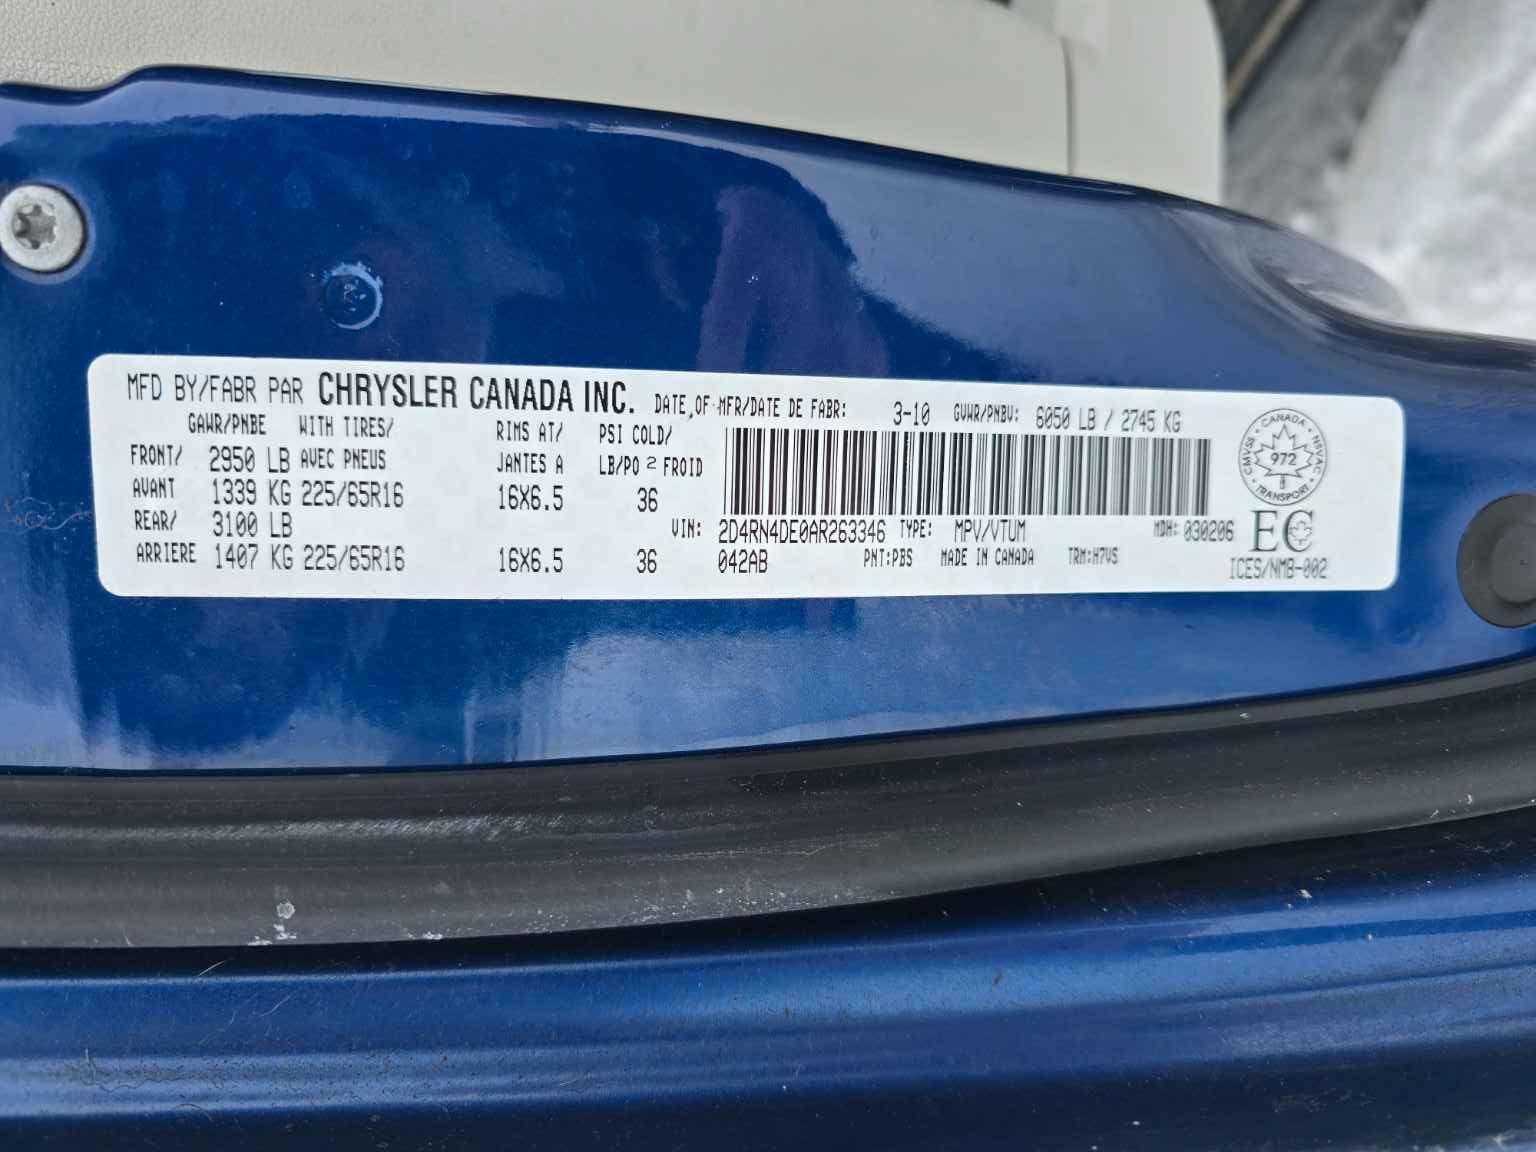 MFD BY/FABR PAR CHRYSLER CANADA INC. DATE OF MFR/DATE DE FABR: 3-10 GVWR/PNBV: 6050 LB / 2745 KG
GAWR/PNBE WITH TIRES/ RIMS AT/ PSI COLD/
FRONT/ 2950 LB AVEC PNEUS JANTES A LB/PO 2 FROID
AVANT 1339 KG 225/65R16 16X6.5 36
REAR/ 3100 LB VIN: 2D4RN4DE0AR263346 TYPE: MPV/VTUM MDH: 030206
ARRIERE 1407 KG 225/65R16 16X6.5 36 042AB PNT:PBS MADE IN CANADA TRM:H7VS
CANADA
CMVSS NSVAC
972
TRANSPORT
EC
ICES/NMB-002